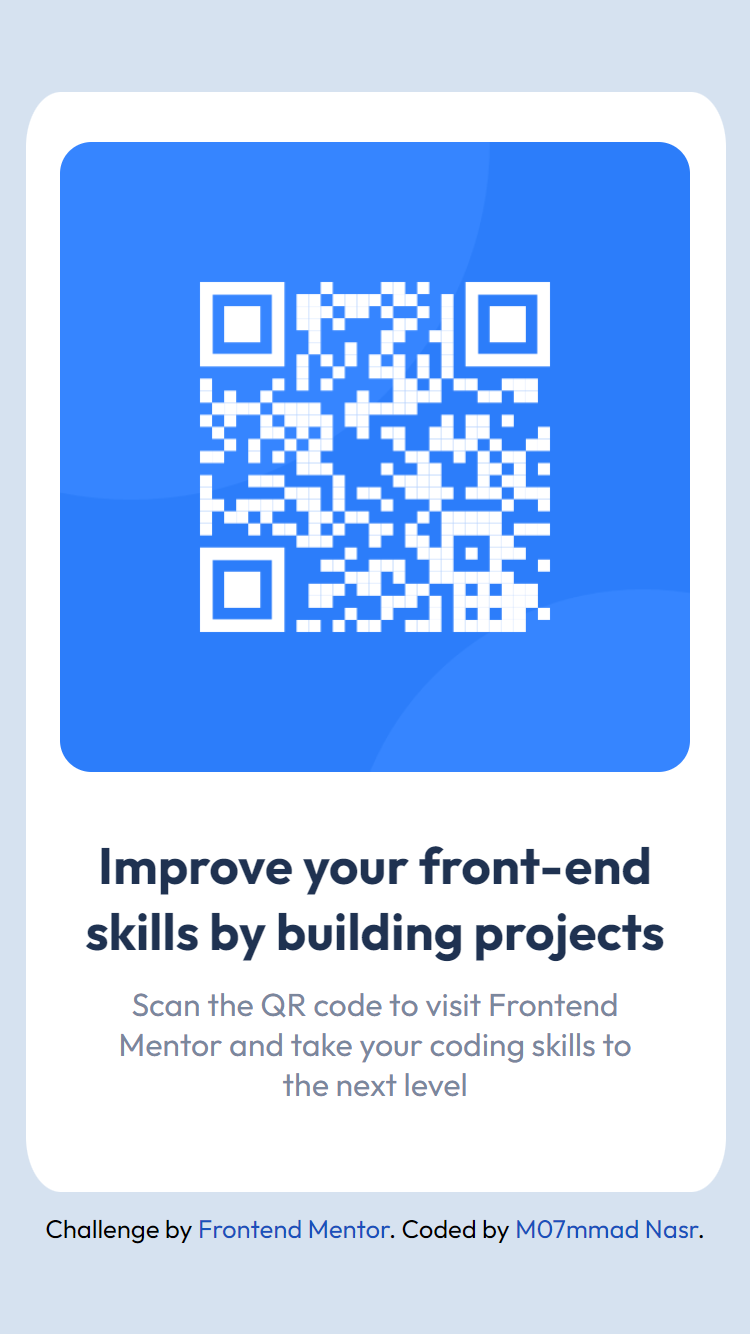 Improve your front-end
skills by building projects
Scan the QR code to visit Frontend
Mentor and take your coding skills to
the next level
Challenge by Frontend Mentor. Coded by M07mmad Nasr.